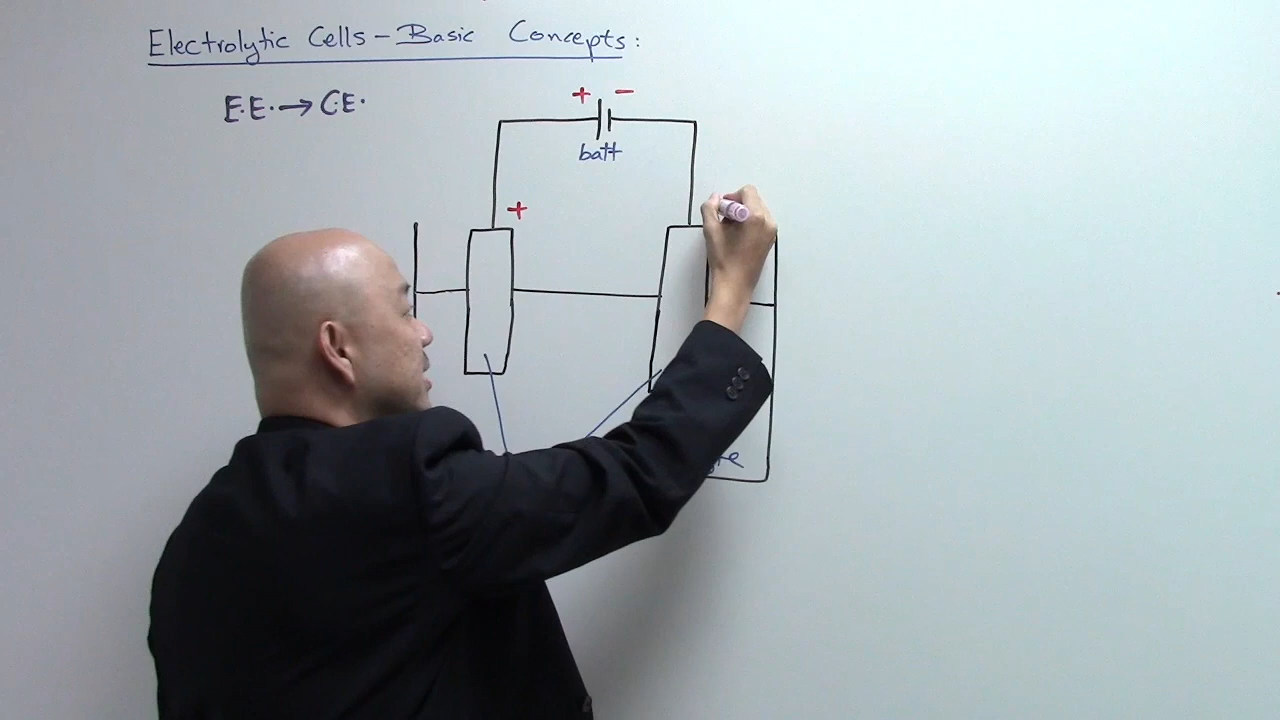 Electrolytic Cells - Basic Concepts:
E.E. → C.E.
+ -
batt
+